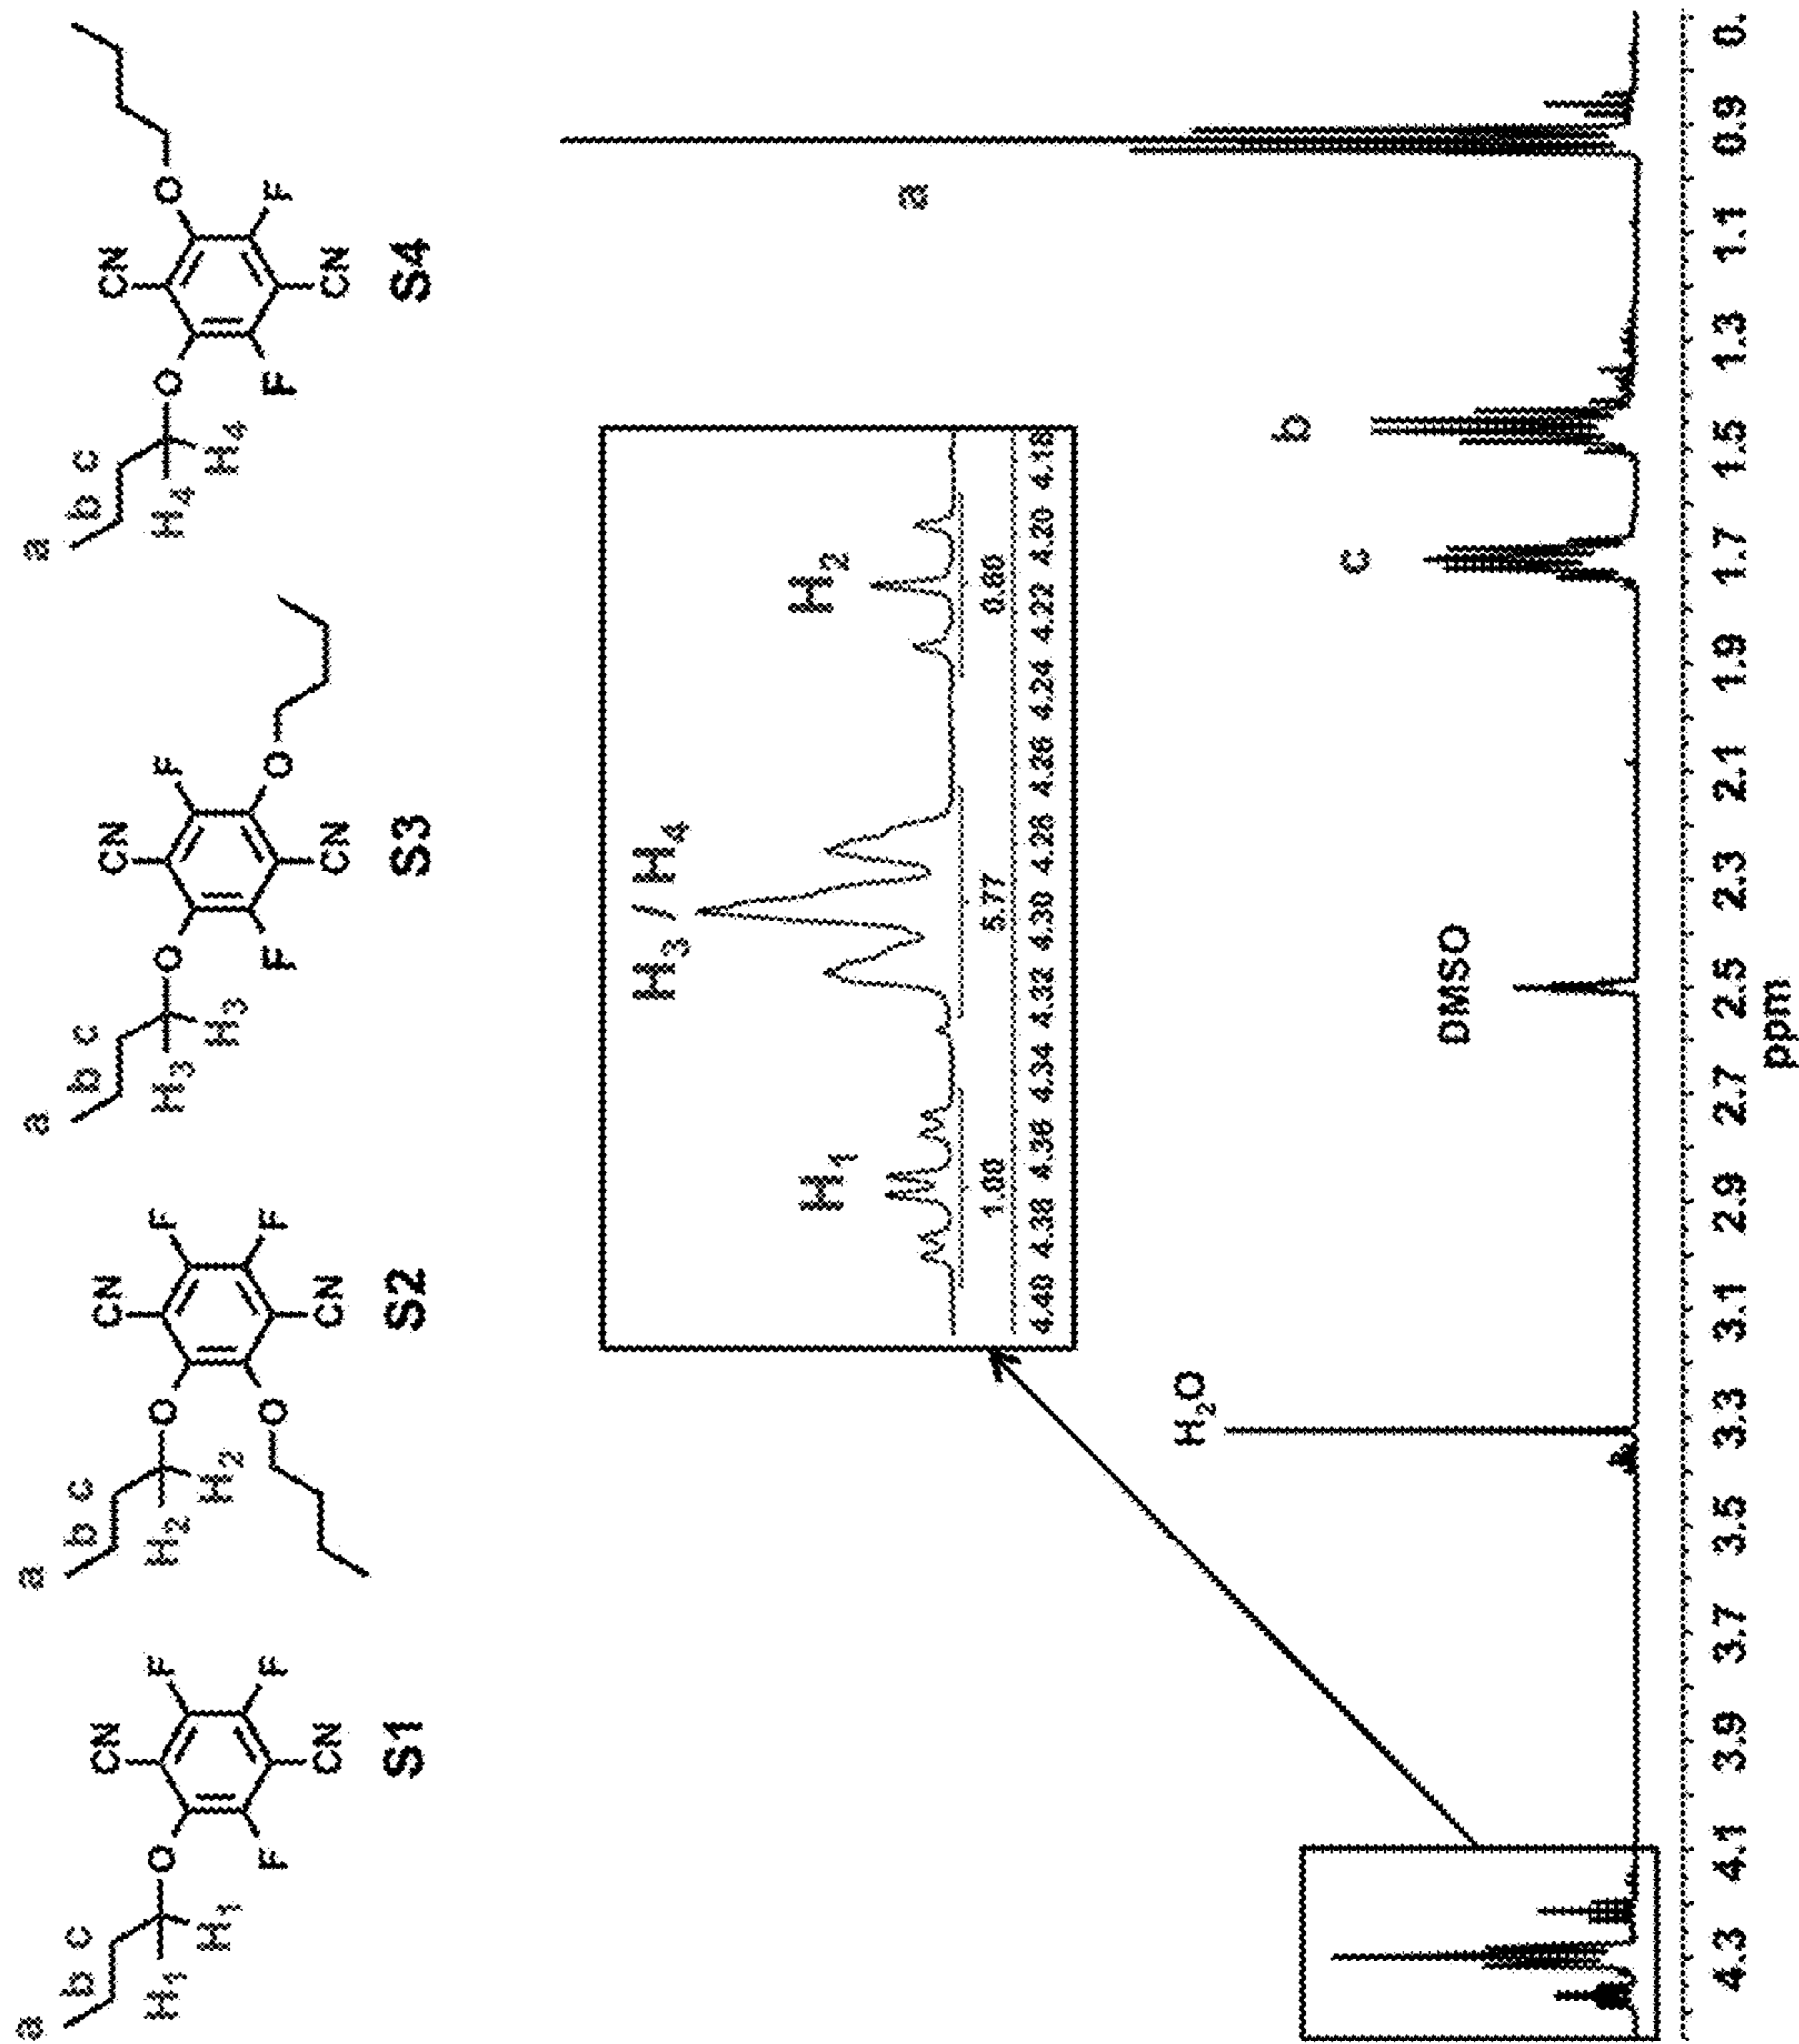 a
b c
H1
H1
O
CN
F
F
F
CN
S1
a
b c
H2
H2
O
O
CN
F
F
CN
S2
a
b c
H3
H3
O
CN
F
F
O
CN
S3
a
b c
H4
H4
O
CN
O
F
F
CN
S4
H1
H3 / H4
H2
1.00 5.77
4.40 4.38 4.36 4.34 4.32 4.30 4.28 4.26 4.24 4.22 4.20 4.18
a
H2O
DMSO
c
b
4.3 4.1 3.9 3.7 3.5 3.3 3.1 2.9 2.7 2.5 2.3 2.1 1.9 1.7 1.5 1.3 1.1 0.9 0.
ppm